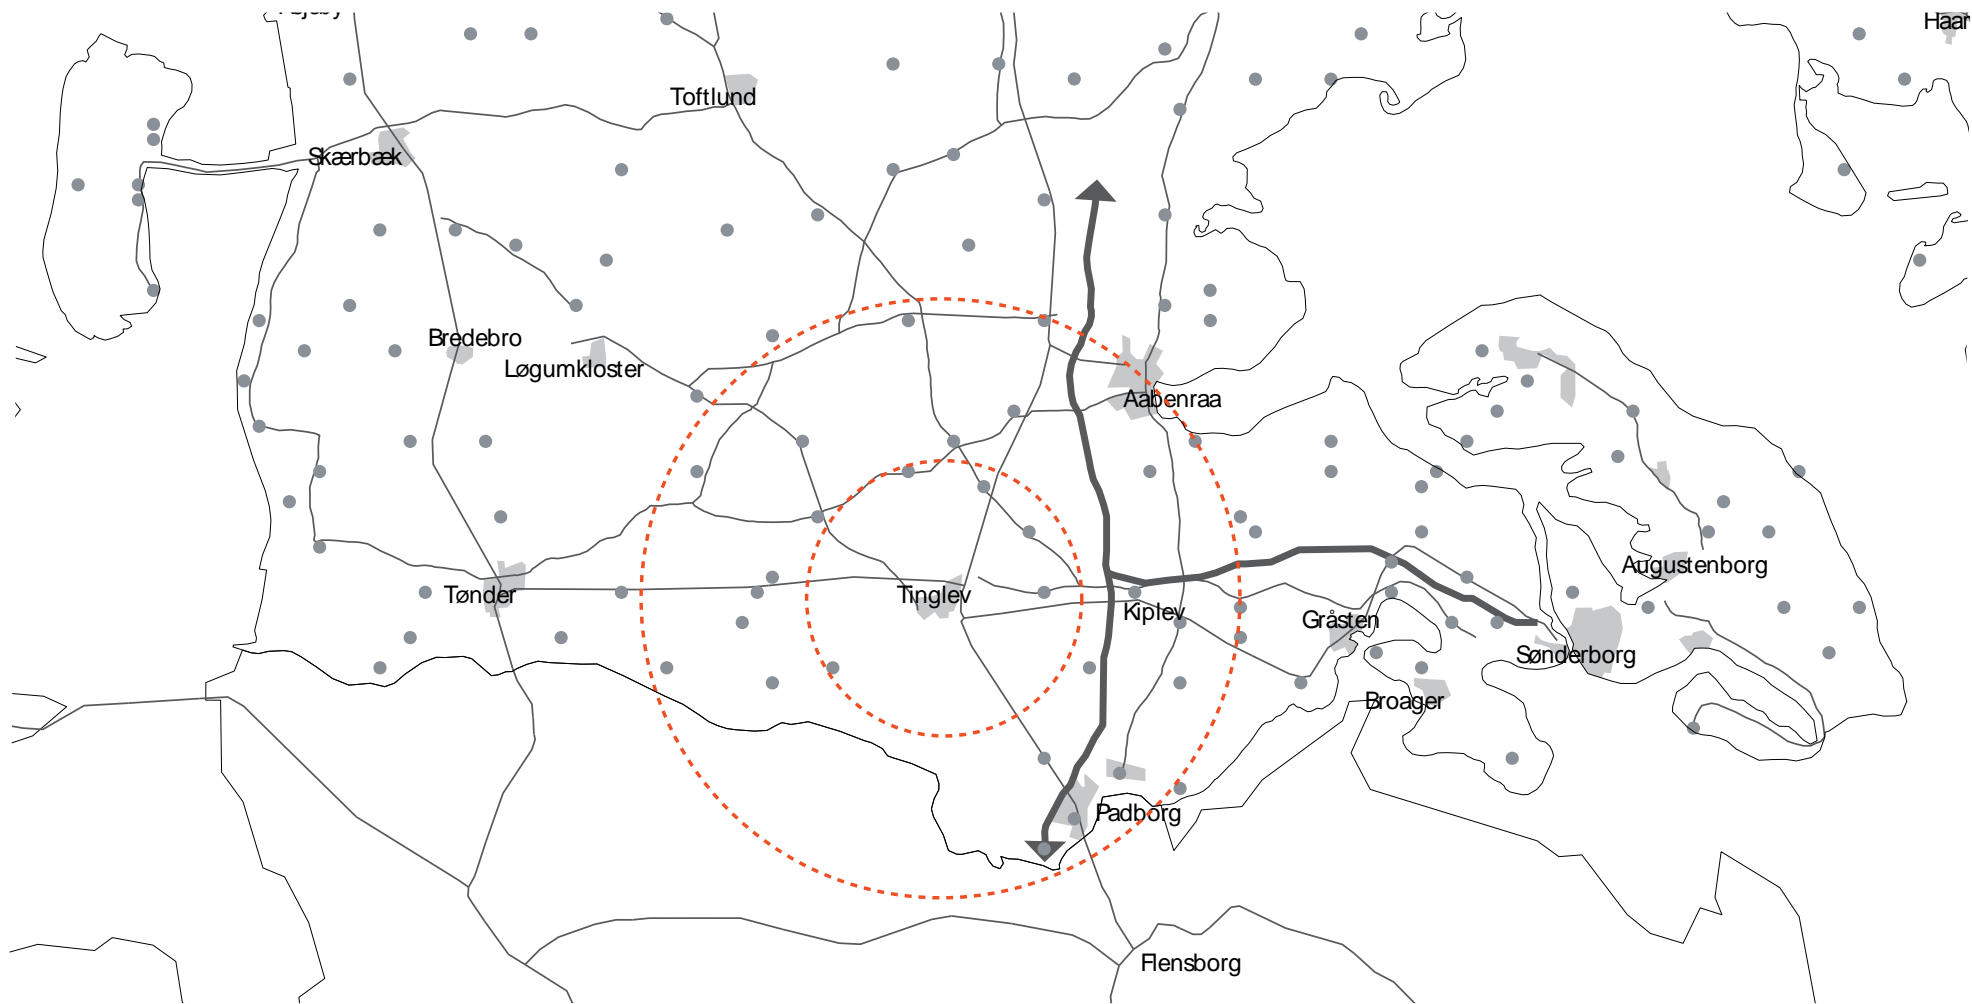 Toftlund
Skærbæk
Bredebro
Løgumkloster
Aabenraa
Tønder
Tinglev
Kiplev
Gråsten
Augustenborg
Sønderborg
Broager
Padborg
Flensborg